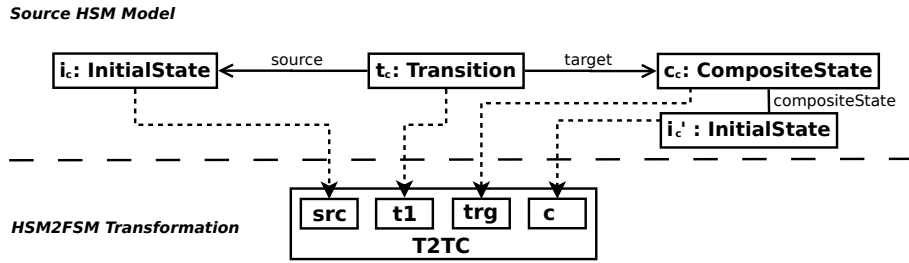 Source HSM Model
source
target
i꜀: InitialState
t꜀: Transition
c꜀: CompositeState
compositeState
i꜀' : InitialState
src
t1
trg
c
HSM2FSM Transformation
T2TC